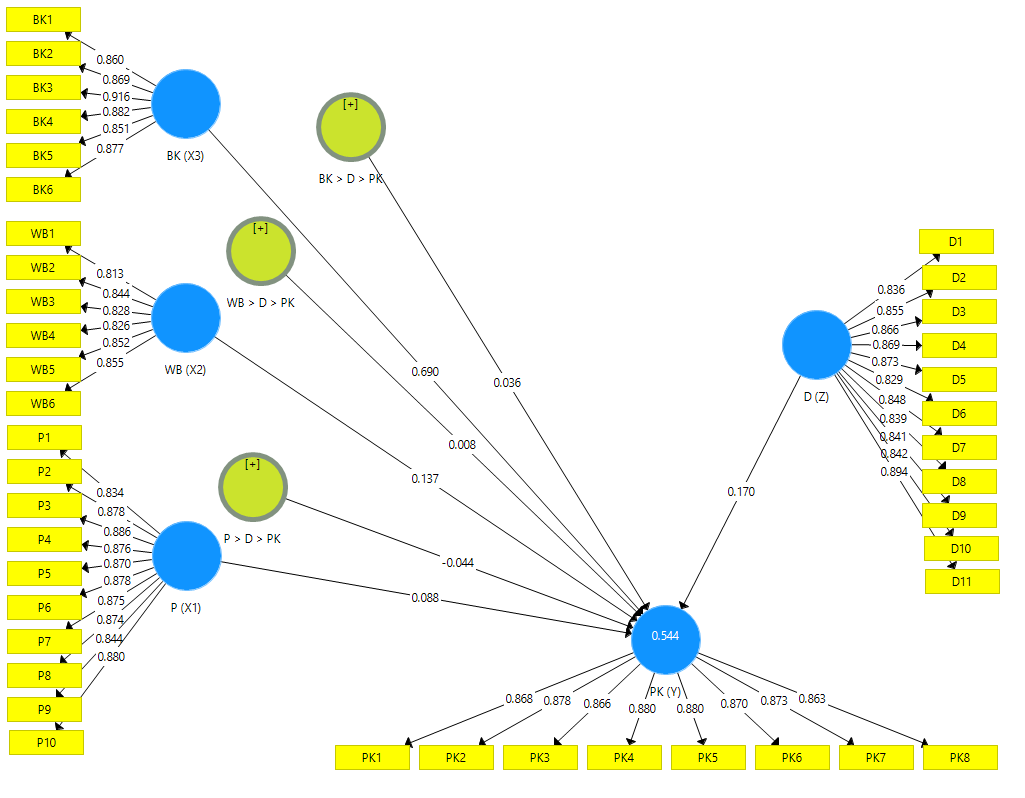 BK1
BK2
BK3
BK4
BK5
BK6
0.860
0.869
0.916
0.882
0.851
0.877
BK (X3)
[+]
BK > D > PK
WB1
WB2
WB3
WB4
WB5
WB6
0.813
0.844
0.828
0.826
0.852
0.855
WB (X2)
[+]
WB > D > PK
P1
P2
P3
P4
P5
P6
P7
P8
P9
P10
0.834
0.878
0.886
0.876
0.870
0.878
0.875
0.874
0.844
0.880
P (X1)
[+]
P > D > PK
0.690
0.036
0.008
0.137
-0.044
0.088
0.170
D (Z)
0.836
0.855
0.866
0.869
0.873
0.829
0.848
0.839
0.841
0.842
0.894
D1
D2
D3
D4
D5
D6
D7
D8
D9
D10
D11
0.544
PK (Y)
0.868
0.878
0.866
0.880
0.880
0.870
0.873
0.863
PK1
PK2
PK3
PK4
PK5
PK6
PK7
PK8